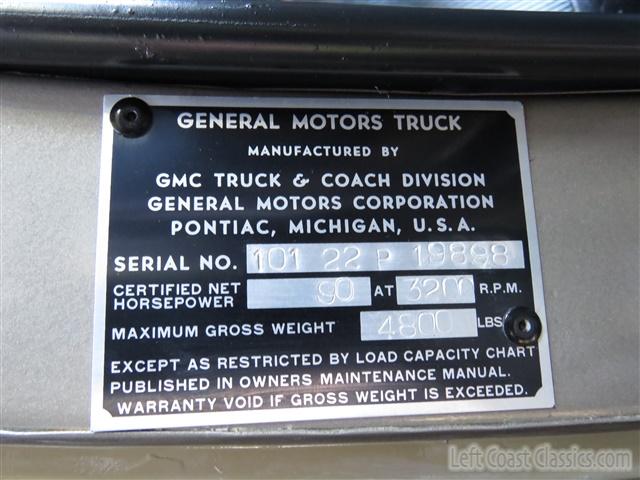 GENERAL MOTORS TRUCK
MANUFACTURED BY
GMC TRUCK & COACH DIVISION
GENERAL MOTORS CORPORATION
PONTIAC, MICHIGAN, U.S.A.
SERIAL NO. 101 22 P 19898
CERTIFIED NET HORSEPOWER 90 AT 3200 R.P.M.
MAXIMUM GROSS WEIGHT 4800 LBS
EXCEPT AS RESTRICTED BY LOAD CAPACITY CHART
PUBLISHED IN OWNERS MAINTENANCE MANUAL.
WARRANTY VOID IF GROSS WEIGHT IS EXCEEDED.
Left Coast Classics.com